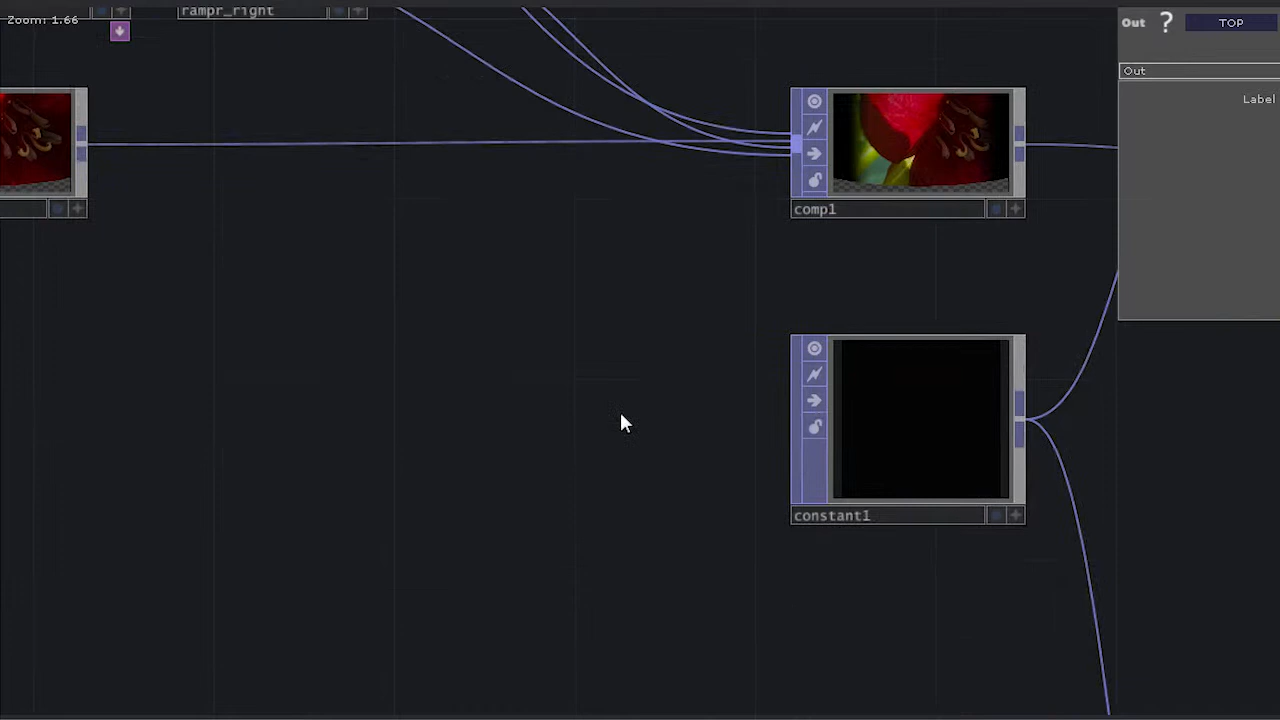 rampr_right
Zoom: 1.66
Out ? TOP
Out
Label
comp1
constant1